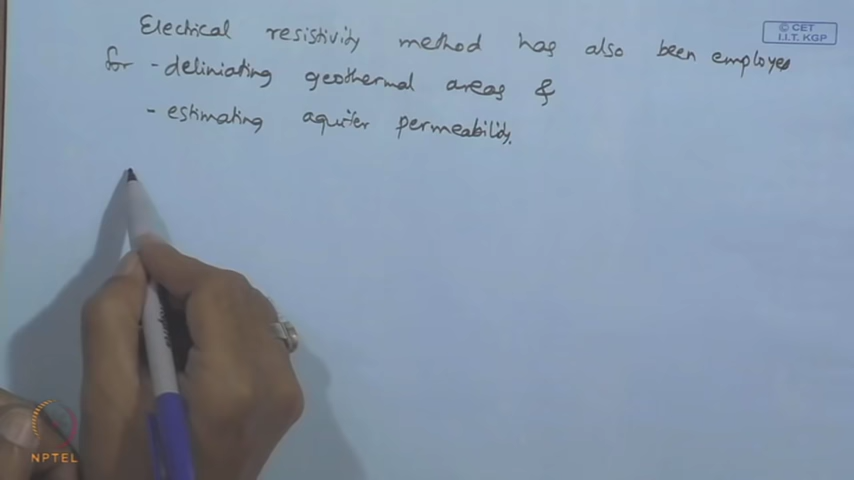 Electrical resistivity method has also been employed
for - deliniating geothermal areas &
- estimating aquifer permeability.
© CET
I.I.T. KGP
NPTEL